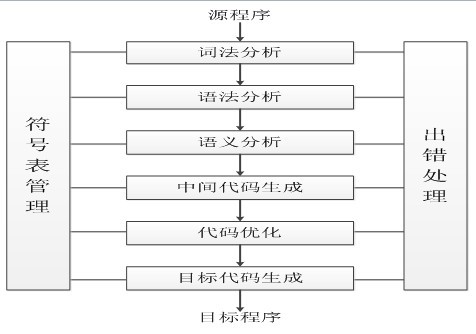 源程序
词法分析
语法分析
语义分析
中间代码生成
代码优化
目标代码生成
目标程序
符号表管理
出错处理